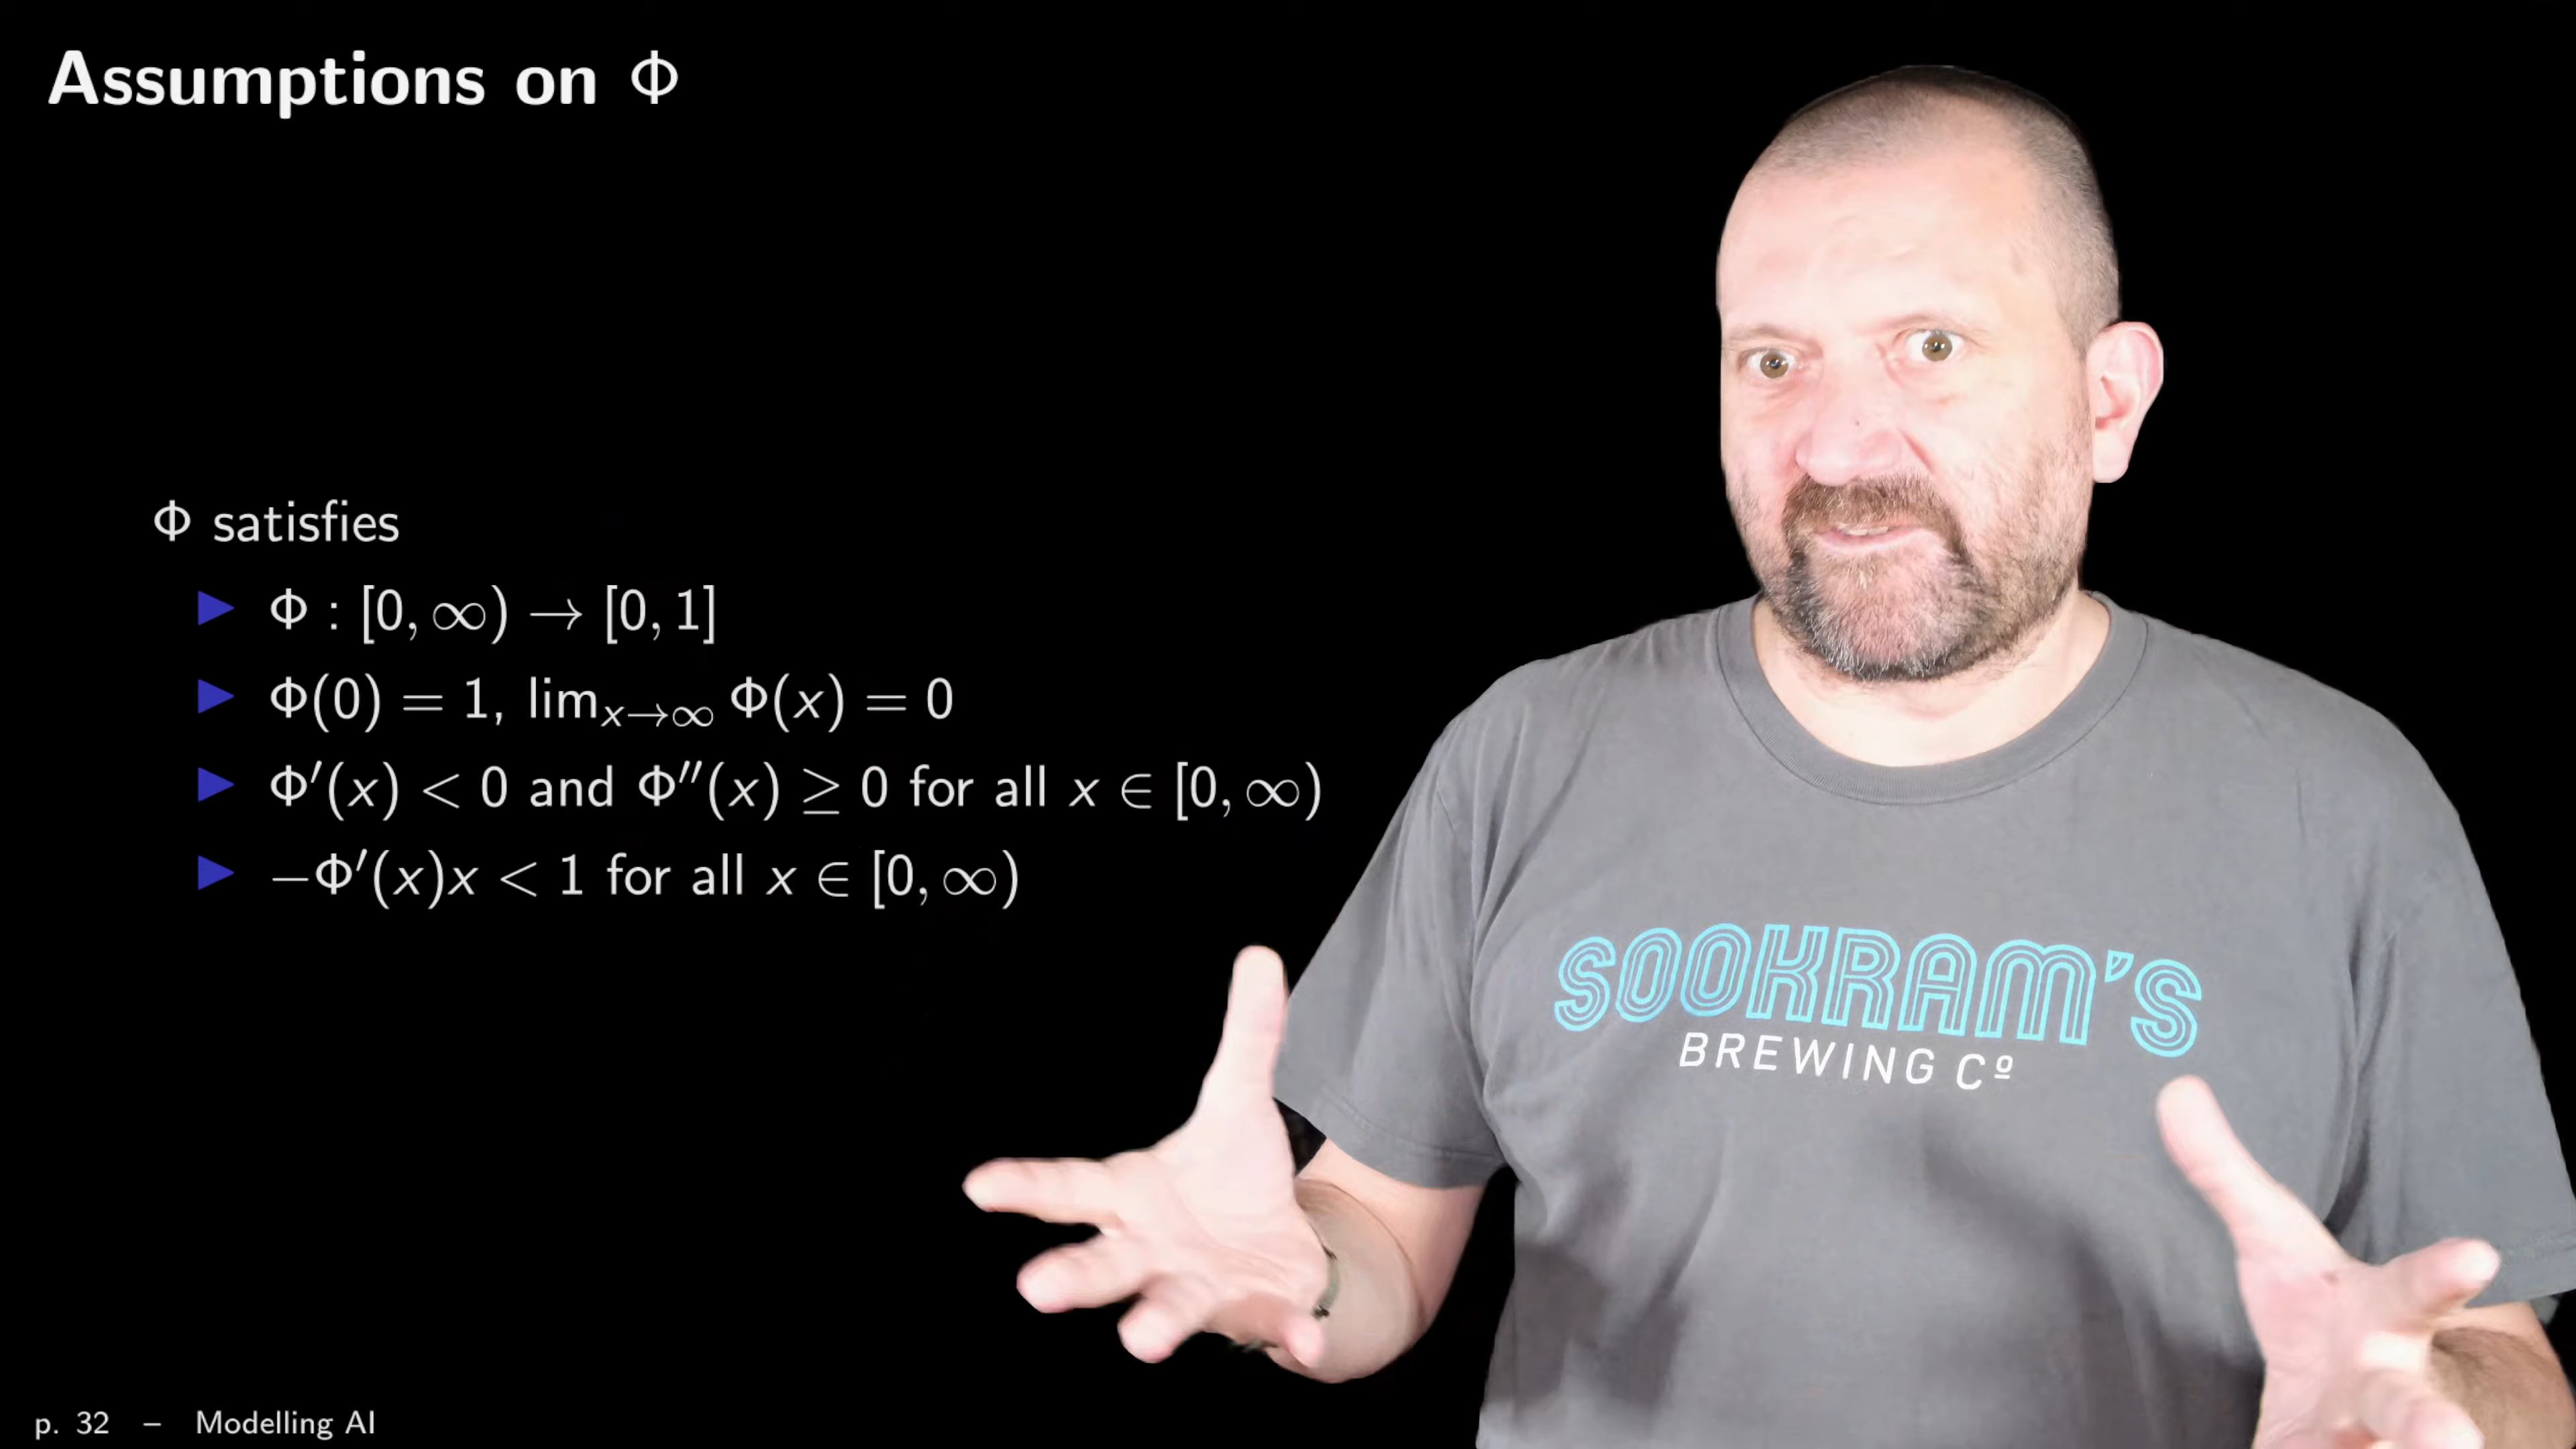 Assumptions on Φ
Φ satisfies
▶ Φ : [0, ∞) → [0, 1]
▶ Φ(0) = 1, lim_{x→∞} Φ(x) = 0
▶ Φ′(x) < 0 and Φ″(x) ≥ 0 for all x ∈ [0, ∞)
▶ −Φ′(x)x < 1 for all x ∈ [0, ∞)
SOOKRAM'S
BREWING Cº
p. 32 – Modelling AI